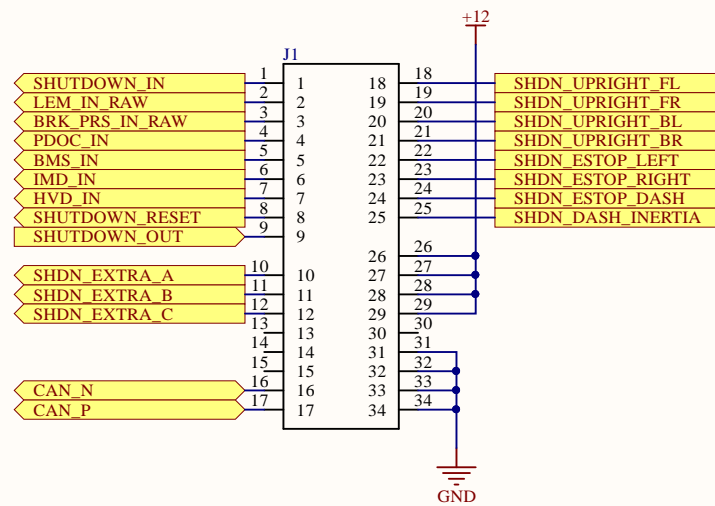 +12
J1
SHUTDOWN_IN 1 1 18 18 SHDN_UPRIGHT_FL
LEM_IN_RAW 2 2 19 19 SHDN_UPRIGHT_FR
BRK_PRS_IN_RAW 3 3 20 20 SHDN_UPRIGHT_BL
PDOC_IN 4 4 21 21 SHDN_UPRIGHT_BR
BMS_IN 5 5 22 22 SHDN_ESTOP_LEFT
IMD_IN 6 6 23 23 SHDN_ESTOP_RIGHT
HVD_IN 7 7 24 24 SHDN_ESTOP_DASH
SHUTDOWN_RESET 8 8 25 25 SHDN_DASH_INERTIA
SHUTDOWN_OUT 9 9
26 26
SHDN_EXTRA_A 10 10 27 27
SHDN_EXTRA_B 11 11 28 28
SHDN_EXTRA_C 12 12 29 29
13 13 30 30
14 14 31 31
15 15 32 32
CAN_N 16 16 33 33
CAN_P 17 17 34 34
GND